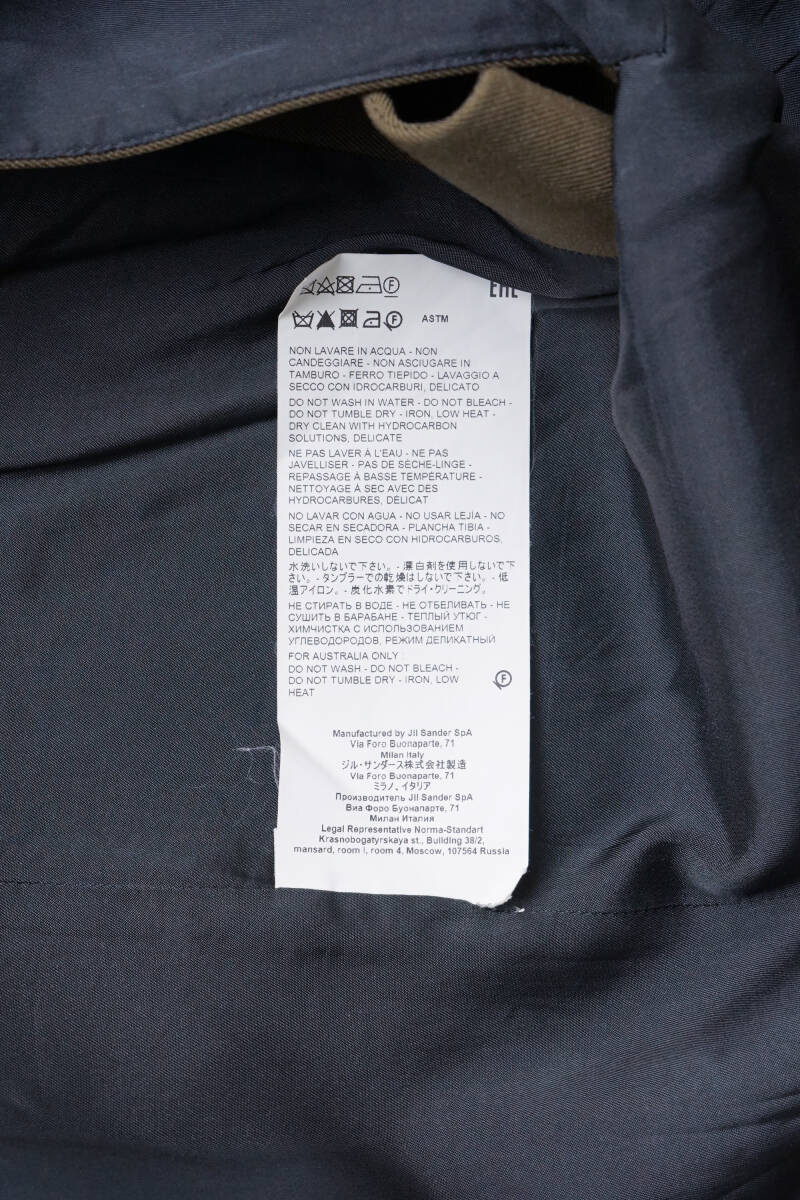 EAC
F
F ASTM
NON LAVARE IN ACQUA - NON
CANDEGGIARE - NON ASCIUGARE IN
TAMBURO - FERRO TIEPIDO - LAVAGGIO A
SECCO CON IDROCARBURI, DELICATO
DO NOT WASH IN WATER - DO NOT BLEACH -
DO NOT TUMBLE DRY - IRON, LOW HEAT -
DRY CLEAN WITH HYDROCARBON
SOLUTIONS, DELICATE
NE PAS LAVER À L'EAU - NE PAS
JAVELLISER - PAS DE SÈCHE-LINGE -
REPASSAGE À BASSE TEMPÉRATURE -
NETTOYAGE À SEC AVEC DES
HYDROCARBURES, DÉLICAT
NO LAVAR CON AGUA - NO USAR LEJÍA - NO
SECAR EN SECADORA - PLANCHA TIBIA -
LIMPIEZA EN SECO CON HIDROCARBUROS,
DELICADA
水洗いしないで下さい。- 漂白剤を使用しないで下
さい。- タンブラーでの乾燥はしないで下さい。- 低
温アイロン。- 炭化水素でドライ・クリーニング。
НЕ СТИРАТЬ В ВОДЕ - НЕ ОТБЕЛИВАТЬ - НЕ
СУШИТЬ В БАРАБАНЕ - ТЕПЛЫЙ УТЮГ -
ХИМЧИСТКА С ИСПОЛЬЗОВАНИЕМ
УГЛЕВОДОРОДОВ, РЕЖИМ ДЕЛИКАТНЫЙ
FOR AUSTRALIA ONLY :
DO NOT WASH - DO NOT BLEACH -
DO NOT TUMBLE DRY - IRON, LOW
HEAT
F
Manufactured by Jil Sander SpA
Via Foro Buonaparte, 71
Milan Italy
ジル・サンダース株式会社製造
Via Foro Buonaparte, 71
ミラノ、イタリア
Производитель Jil Sander SpA
Виа Форо Буонапарте, 71
Милан Италия
Legal Representative Norma-Standart
Krasnobogatyrskaya st., Building 38/2,
mansard, room I, room 4, Moscow, 107564 Russia